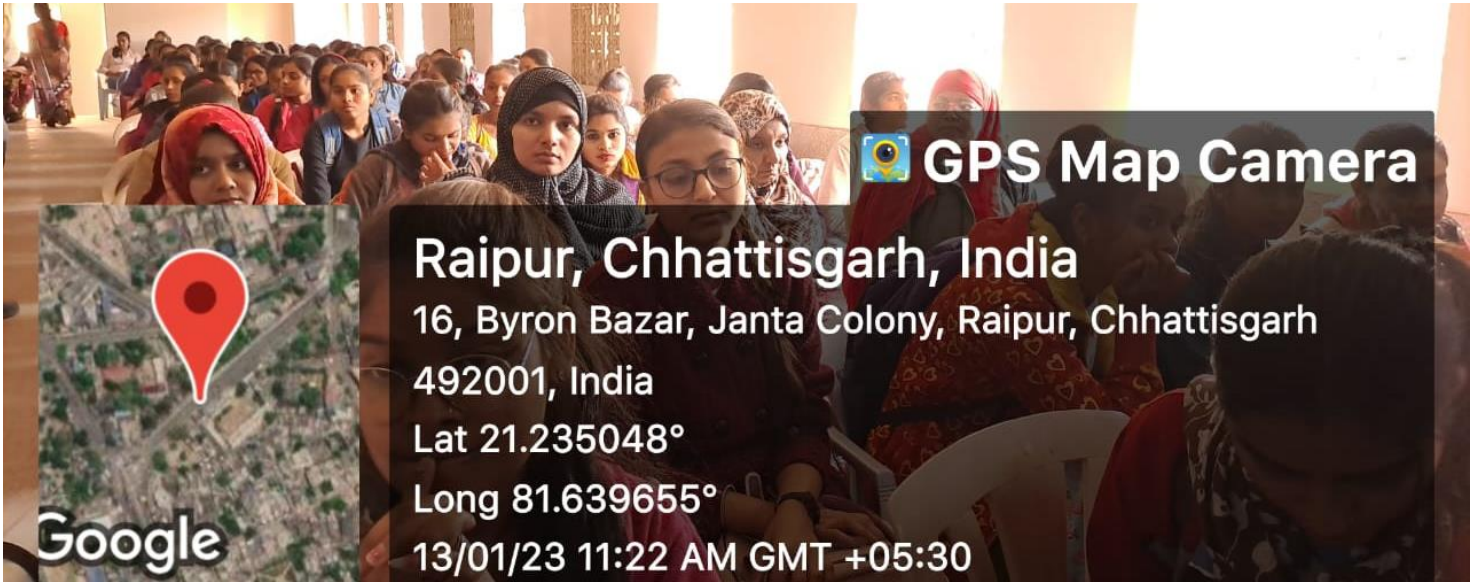 GPS Map Camera
Raipur, Chhattisgarh, India
16, Byron Bazar, Janta Colony, Raipur, Chhattisgarh
492001, India
Lat 21.235048°
Long 81.639655°
13/01/23 11:22 AM GMT +05:30
Google